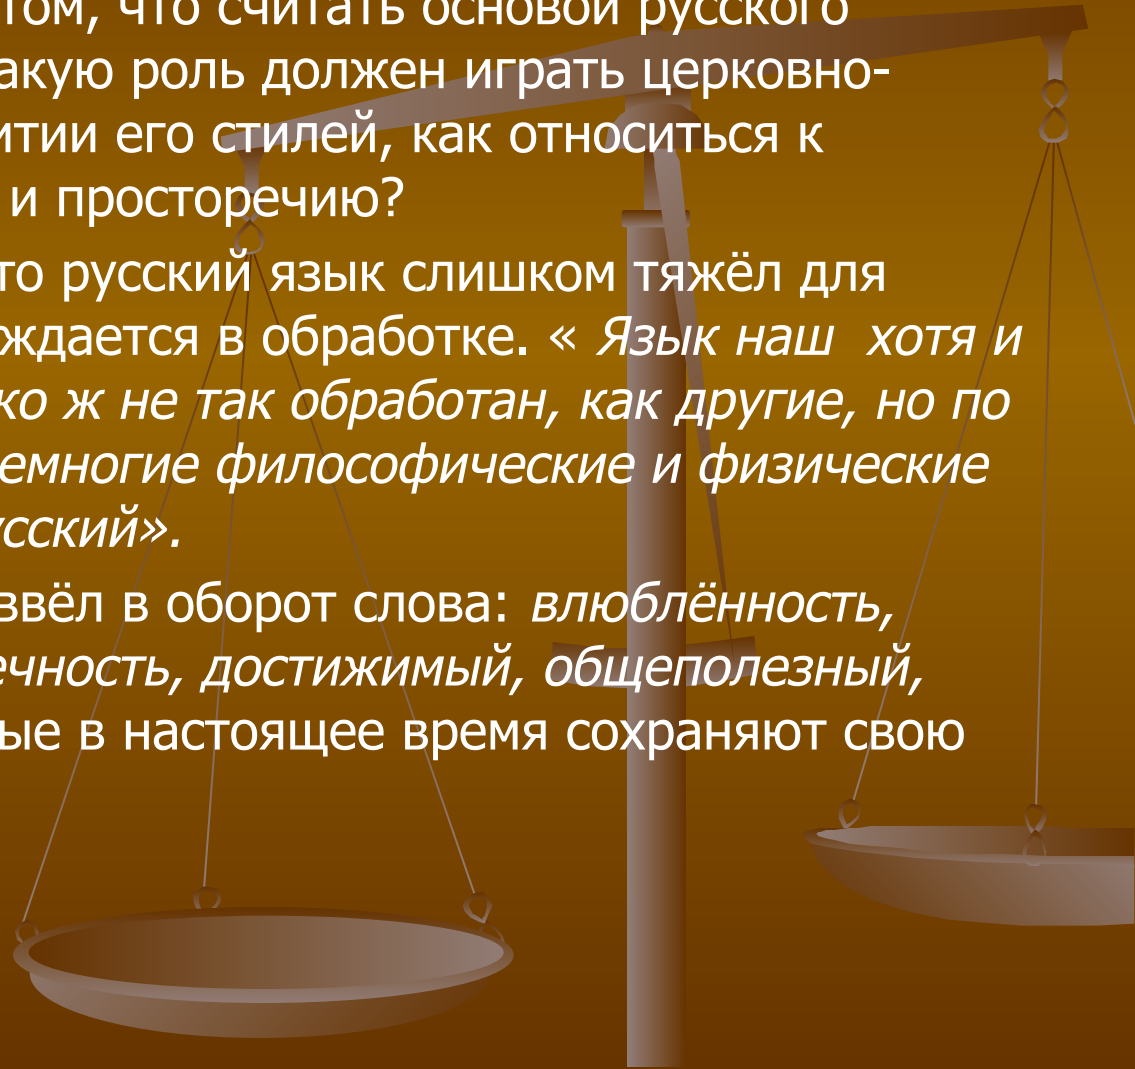 том, что считать основой русского
акую роль должен играть церковно-
итии его стилей, как относиться к
и просторечию?
то русский язык слишком тяжёл для
ждается в обработке. « Язык наш хотя и
ко ж не так обработан, как другие, но по
емногие философические и физические
усский».
ввёл в оборот слова: влюблённость,
ечность, достижимый, общеполезный,
ые в настоящее время сохраняют свою